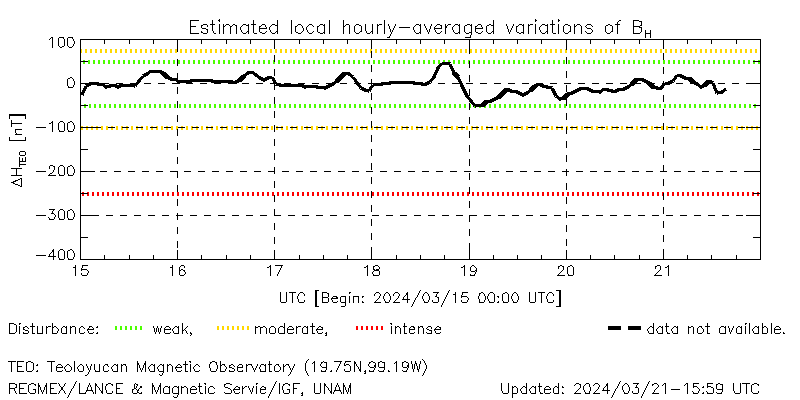 Estimated local hourly-averaged variations of BH
100
0
-100
-200
-300
-400
ΔHTEO [nT]
15 16 17 18 19 20 21
UTC [Begin: 2024/03/15 00:00 UTC]
Disturbance: weak, moderate, intense data not available.
TEO: Teoloyucan Magnetic Observatory (19.75N,99.19W)
REGMEX/LANCE & Magnetic Servie/IGF, UNAM Updated: 2024/03/21-15:59 UTC